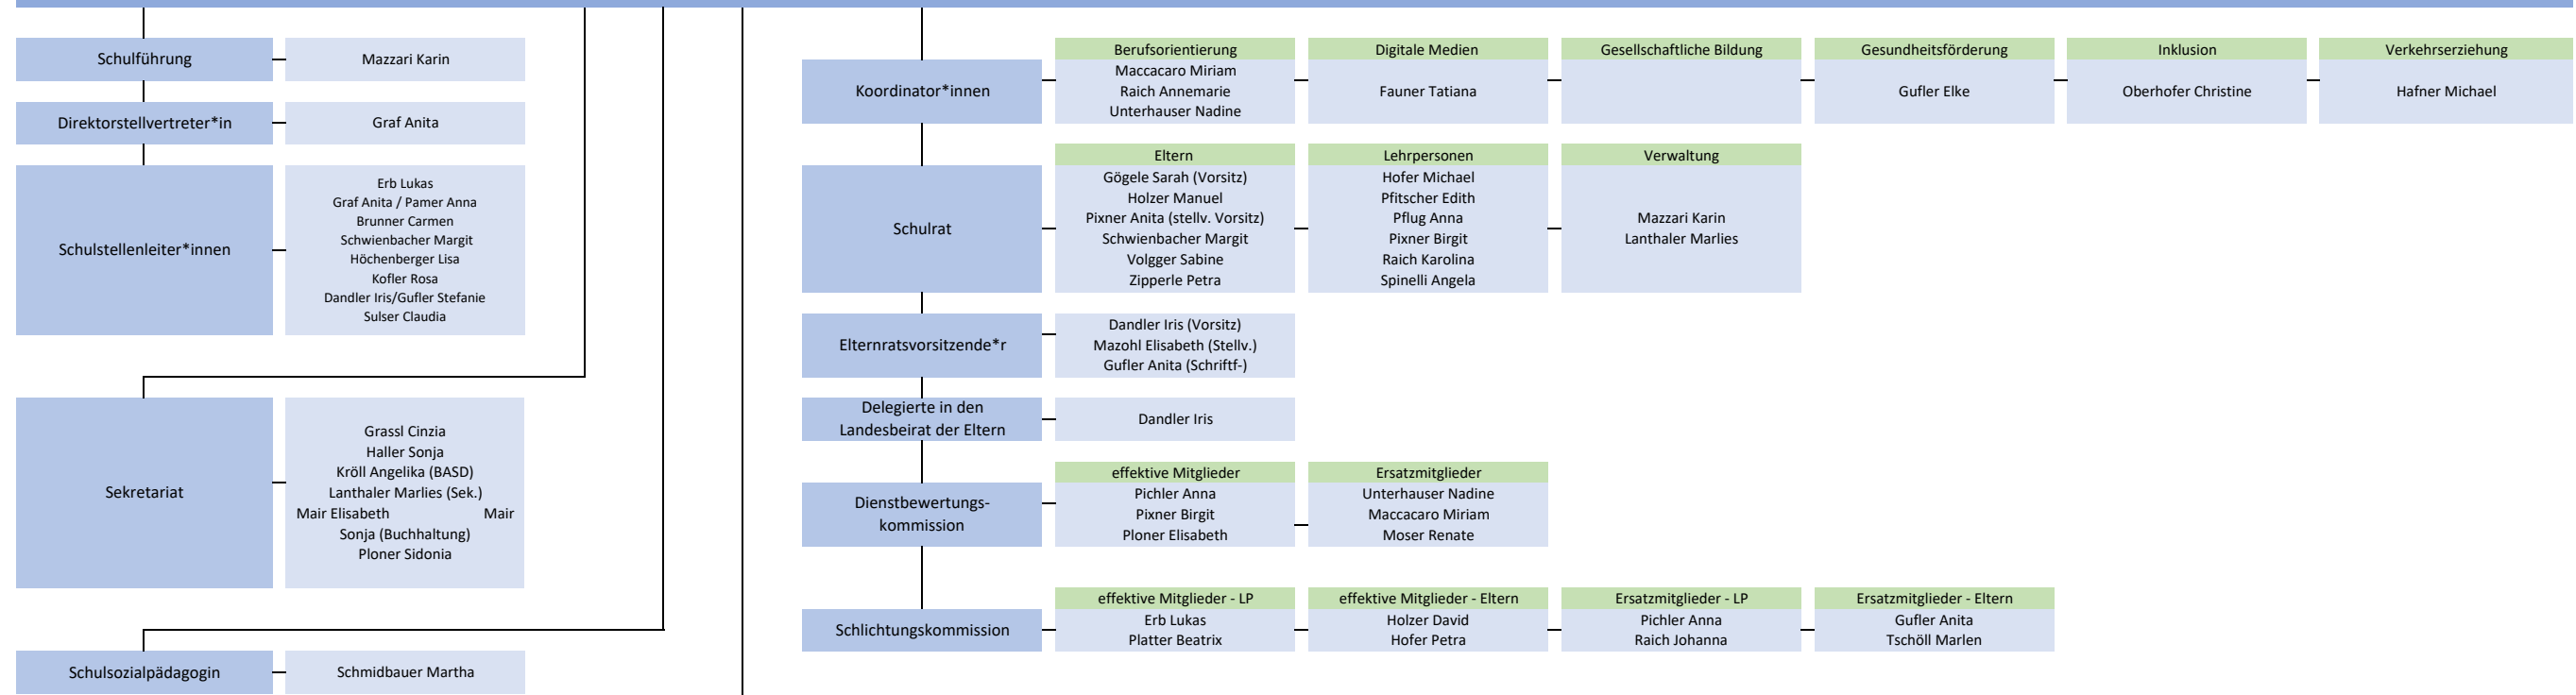 Schulführung
Mazzari Karin
Direktorstellvertreter*in
Graf Anita
Schulstellenleiter*innen
Erb Lukas
Graf Anita / Pamer Anna
Brunner Carmen
Schwienbacher Margit
Höchenberger Lisa
Kofler Rosa
Dandler Iris/Gufler Stefanie
Sulser Claudia
Sekretariat
Grassl Cinzia
Haller Sonja
Kröll Angelika (BASD)
Lanthaler Marlies (Sek.)
Mair Elisabeth Mair
Sonja (Buchhaltung)
Ploner Sidonia
Schulsozialpädagogin
Schmidbauer Martha
Koordinator*innen
Berufsorientierung
Maccacaro Miriam
Raich Annemarie
Unterhauser Nadine
Digitale Medien
Fauner Tatiana
Gesellschaftliche Bildung
Gesundheitsförderung
Gufler Elke
Inklusion
Oberhofer Christine
Verkehrserziehung
Hafner Michael
Schulrat
Eltern
Gögele Sarah (Vorsitz)
Holzer Manuel
Pixner Anita (stellv. Vorsitz)
Schwienbacher Margit
Volgger Sabine
Zipperle Petra
Lehrpersonen
Hofer Michael
Pfitscher Edith
Pflug Anna
Pixner Birgit
Raich Karolina
Spinelli Angela
Verwaltung
Mazzari Karin
Lanthaler Marlies
Elternratsvorsitzende*r
Dandler Iris (Vorsitz)
Mazohl Elisabeth (Stellv.)
Gufler Anita (Schriftf-)
Delegierte in den
Landesbeirat der Eltern
Dandler Iris
Dienstbewertungs-
kommission
effektive Mitglieder
Pichler Anna
Pixner Birgit
Ploner Elisabeth
Ersatzmitglieder
Unterhauser Nadine
Maccacaro Miriam
Moser Renate
Schlichtungskommission
effektive Mitglieder - LP
Erb Lukas
Platter Beatrix
effektive Mitglieder - Eltern
Holzer David
Hofer Petra
Ersatzmitglieder - LP
Pichler Anna
Raich Johanna
Ersatzmitglieder - Eltern
Gufler Anita
Tschöll Marlen